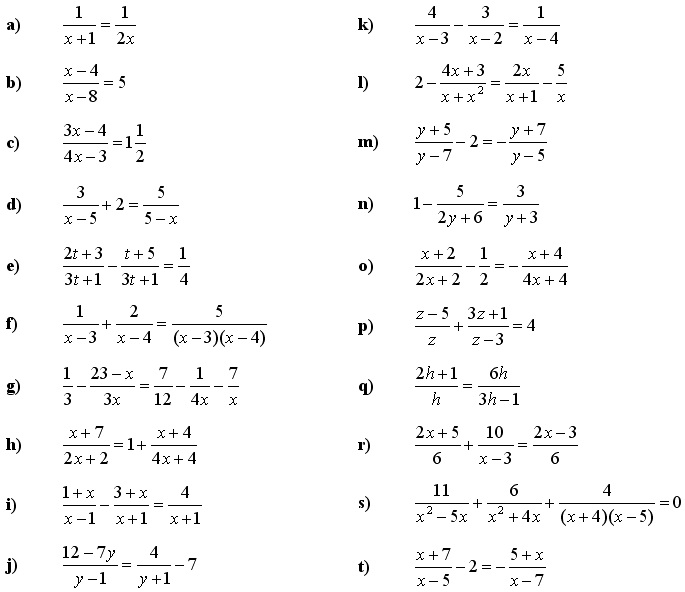 a) 1/(x+1) = 1/(2x)
b) (x−4)/(x−8) = 5
c) (3x−4)/(4x−3) = 1 1/2
d) 3/(x−5) + 2 = 5/(5−x)
e) (2t+3)/(3t+1) − (t+5)/(3t+1) = 1/4
f) 1/(x−3) + 2/(x−4) = 5/((x−3)(x−4))
g) 1/3 − (23−x)/(3x) = 7/12 − 1/(4x) − 7/x
h) (x+7)/(2x+2) = 1 + (x+4)/(4x+4)
i) (1+x)/(x−1) − (3+x)/(x+1) = 4/(x+1)
j) (12−7y)/(y−1) = 4/(y+1) − 7
k) 4/(x−3) − 3/(x−2) = 1/(x−4)
l) 2 − (4x+3)/(x+x²) = 2x/(x+1) − 5/x
m) (y+5)/(y−7) − 2 = −(y+7)/(y−5)
n) 1 − 5/(2y+6) = 3/(y+3)
o) (x+2)/(2x+2) − 1/2 = −(x+4)/(4x+4)
p) (z−5)/z + (3z+1)/(z−3) = 4
q) (2h+1)/h = 6h/(3h−1)
r) (2x+5)/6 + 10/(x−3) = (2x−3)/6
s) 11/(x²−5x) + 6/(x²+4x) + 4/((x+4)(x−5)) = 0
t) (x+7)/(x−5) − 2 = −(5+x)/(x−7)